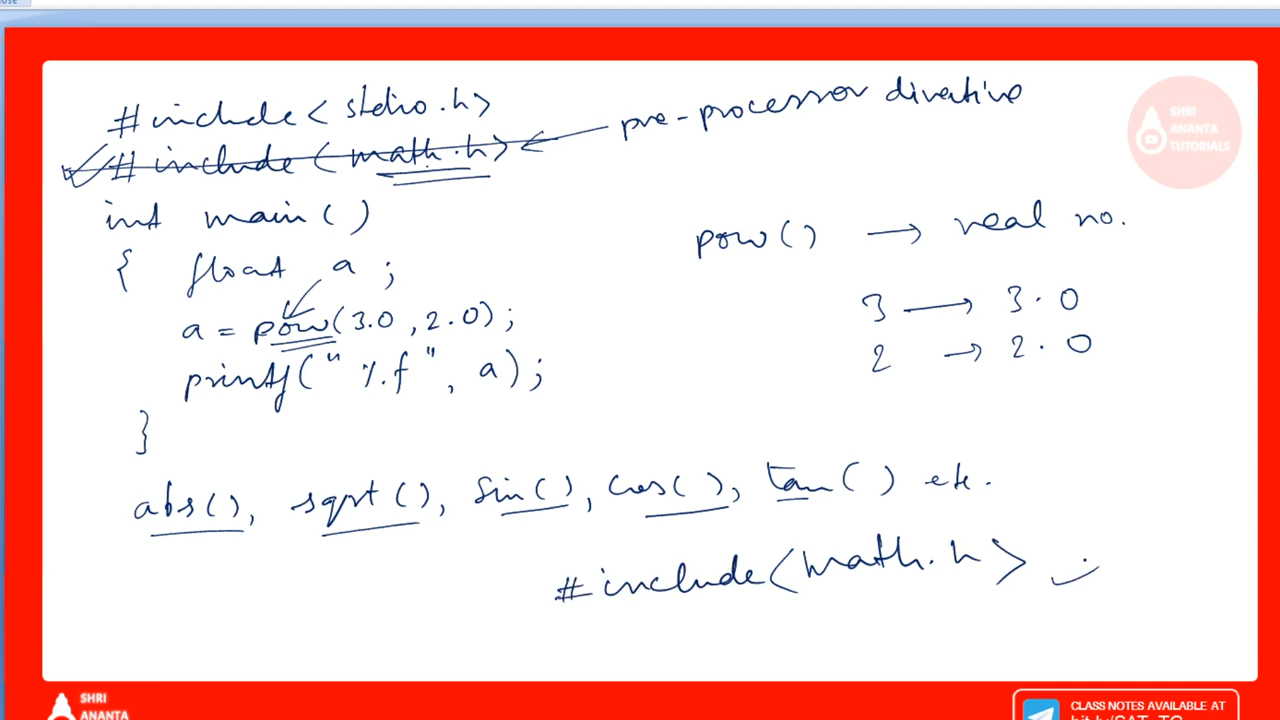 #include< stdio.h>
# include <math.h> pre-processor directive
int main()
{ float a ;
a = pow(3.0 ,2.0);
printf(" %f " , a);
}
pow() → real no.
3 → 3.0
2 → 2.0
abs(), sqrt(), Sin(), Cos(), tan() etc.
#include<math.h>
SHRI
ANANTA
TUTORIALS
SHRI
ANANTA
CLASS NOTES AVAILABLE AT